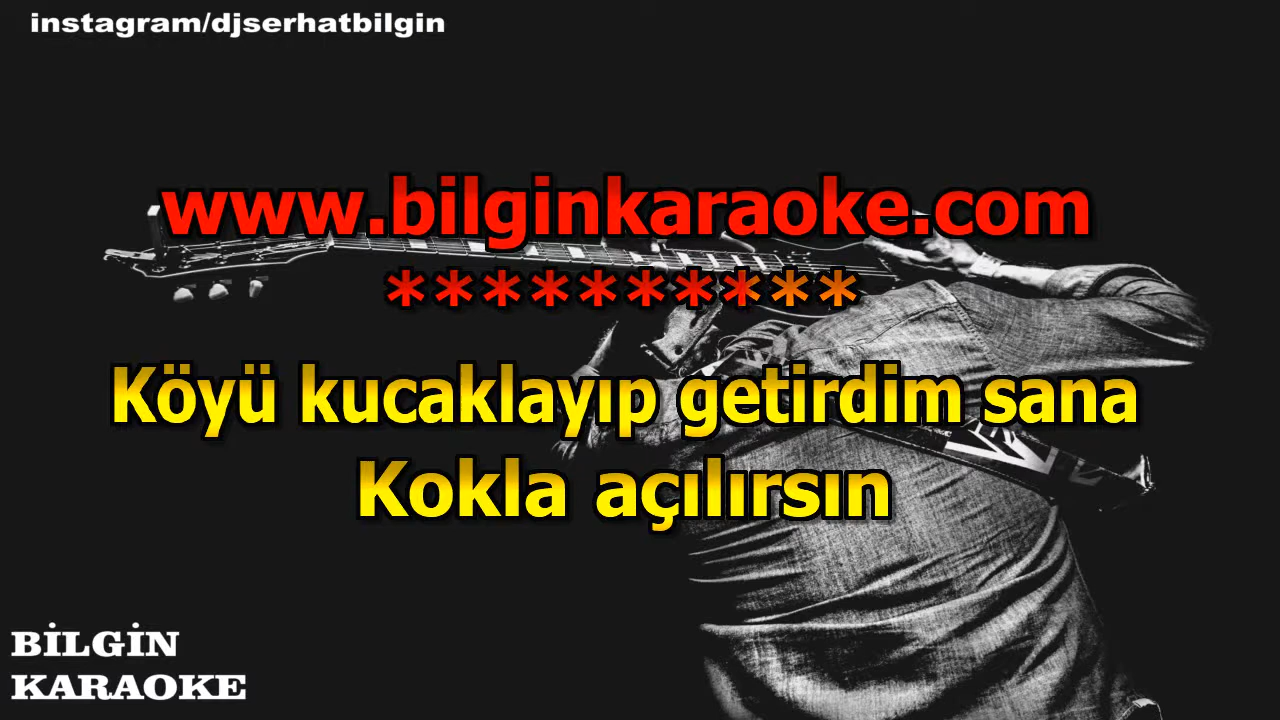 instagram/djserhatbilgin
www.bilginkaraoke.com
**********
Köyü kucaklayıp getirdim sana
Kokla açılırsın
BİLGİN
KARAOKE